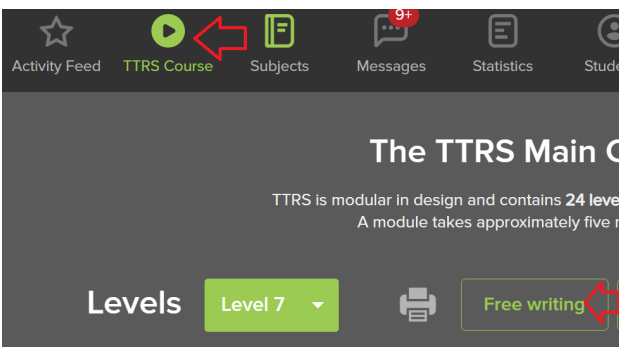 9+
Activity Feed TTRS Course Subjects Messages Statistics
The TTRS Main
TTRS is modular in design and contains 24
A module takes approximately five
Levels Level 7 Free writing